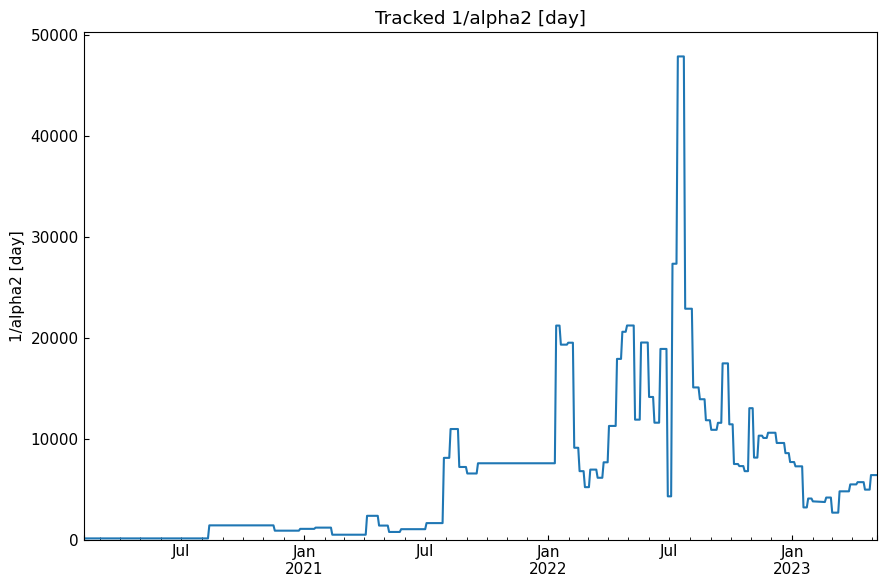 Tracked 1/alpha2 [day]
1/alpha2 [day]
50000
40000
30000
20000
10000
0
Jul
Jan
2021
Jul
Jan
2022
Jul
Jan
2023